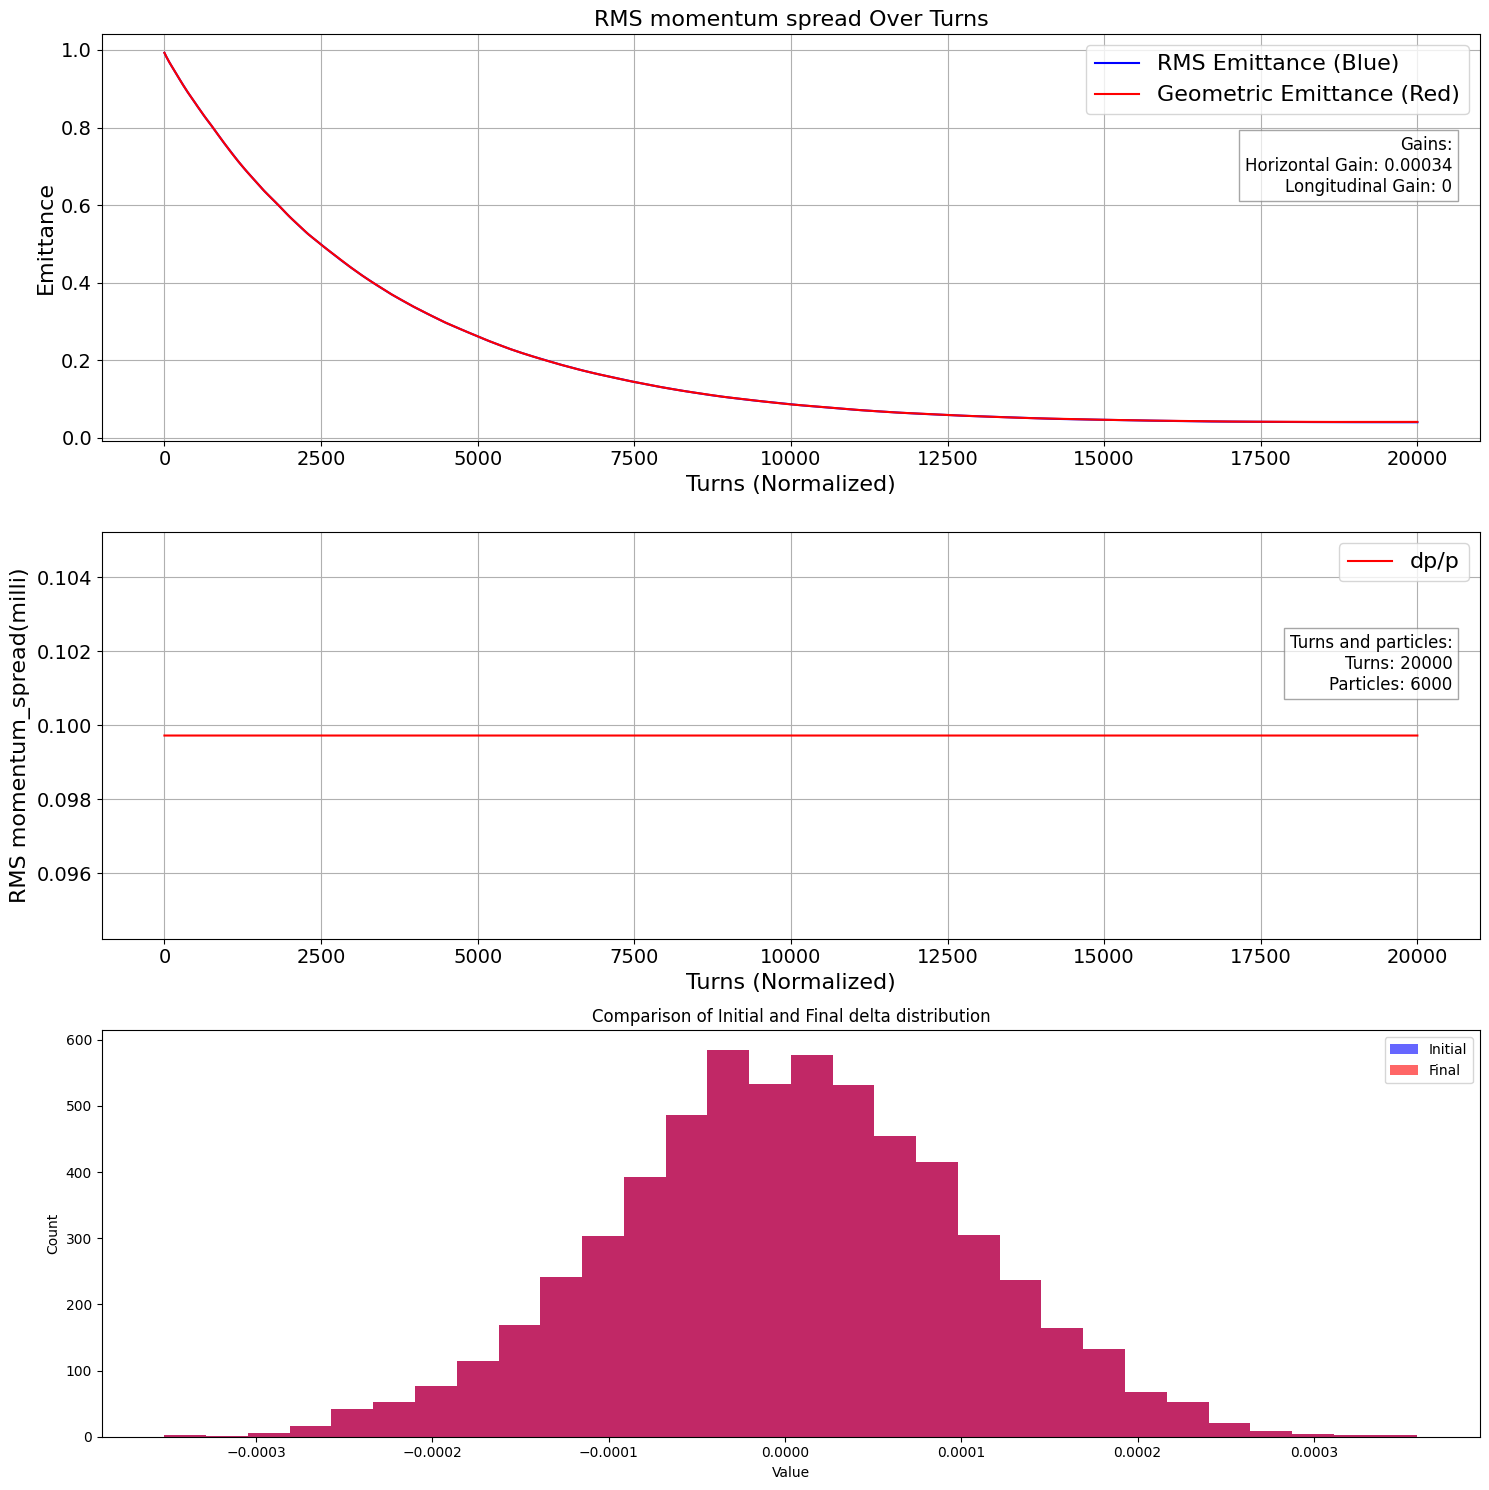 RMS momentum spread Over Turns
1.0
0.8
0.6
0.4
0.2
0.0
Emittance
RMS Emittance (Blue)
Geometric Emittance (Red)
Gains:
Horizontal Gain: 0.00034
Longitudinal Gain: 0
0 2500 5000 7500 10000 12500 15000 17500 20000
Turns (Normalized)
0.104
0.102
0.100
0.098
0.096
RMS momentum_spread(milli)
dp/p
Turns and particles:
Turns: 20000
Particles: 6000
0 2500 5000 7500 10000 12500 15000 17500 20000
Turns (Normalized)
Comparison of Initial and Final delta distribution
600
500
400
300
200
100
0
Count
Initial
Final
−0.0003 −0.0002 −0.0001 0.0000 0.0001 0.0002 0.0003
Value